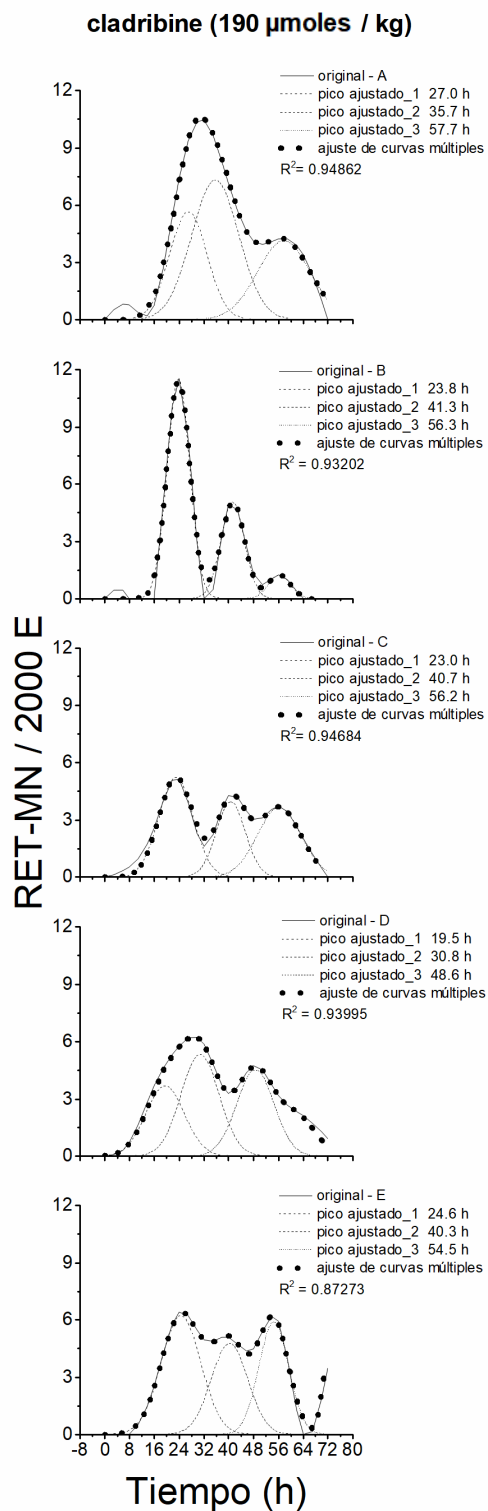 cladribine (190 µmoles / kg)
RET-MN / 2000 E
original - A
pico ajustado_1 27.0 h
pico ajustado_2 35.7 h
pico ajustado_3 57.7 h
ajuste de curvas múltiples
R²= 0.94862
12
9
6
3
0
original - B
pico ajustado_1 23.8 h
pico ajustado_2 41.3 h
pico ajustado_3 56.3 h
ajuste de curvas múltiples
R² = 0.93202
12
9
6
3
0
original - C
pico ajustado_1 23.0 h
pico ajustado_2 40.7 h
pico ajustado_3 56.2 h
ajuste de curvas múltiples
R²= 0.94684
12
9
6
3
0
original - D
pico ajustado_1 19.5 h
pico ajustado_2 30.8 h
pico ajustado_3 48.6 h
ajuste de curvas múltiples
R² = 0.93995
12
9
6
3
0
original - E
pico ajustado_1 24.6 h
pico ajustado_2 40.3 h
pico ajustado_3 54.5 h
ajuste de curvas múltiples
R² = 0.87273
12
9
6
3
0
-8 0 8 16 24 32 40 48 56 64 72 80
Tiempo (h)